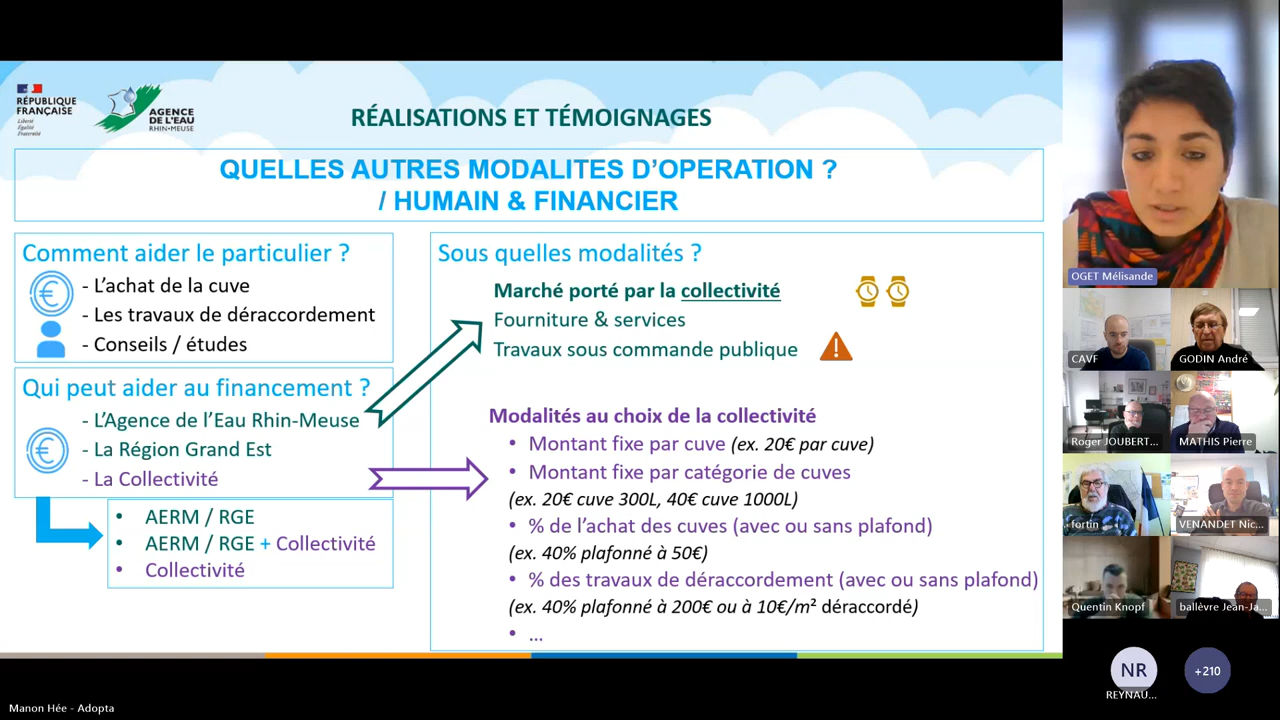 RÉPUBLIQUE
FRANÇAISE
Liberté
Égalité
Fraternité
AGENCE
DE L'EAU
RHIN•MEUSE
RÉALISATIONS ET TÉMOIGNAGES
QUELLES AUTRES MODALITES D'OPERATION ?
/ HUMAIN & FINANCIER
Comment aider le particulier ?
- L'achat de la cuve
- Les travaux de déraccordement
- Conseils / études
Qui peut aider au financement ?
- L'Agence de l'Eau Rhin-Meuse
- La Région Grand Est
- La Collectivité
• AERM / RGE
• AERM / RGE + Collectivité
• Collectivité
Sous quelles modalités ?
Marché porté par la collectivité
Fourniture & services
Travaux sous commande publique
Modalités au choix de la collectivité
• Montant fixe par cuve (ex. 20€ par cuve)
• Montant fixe par catégorie de cuves
(ex. 20€ cuve 300L, 40€ cuve 1000L)
• % de l'achat des cuves (avec ou sans plafond)
(ex. 40% plafonné à 50€)
• % des travaux de déraccordement (avec ou sans plafond)
(ex. 40% plafonné à 200€ ou à 10€/m² déraccordé)
• ...
OGET Mélisande
CAVF
GODIN André
Roger JOUBERT...
MATHIS Pierre
fortin
VENANDET Nic...
Quentin Knopf
ballèvre Jean-Ja...
NR
REYNAU...
+210
Manon Hée - Adopta